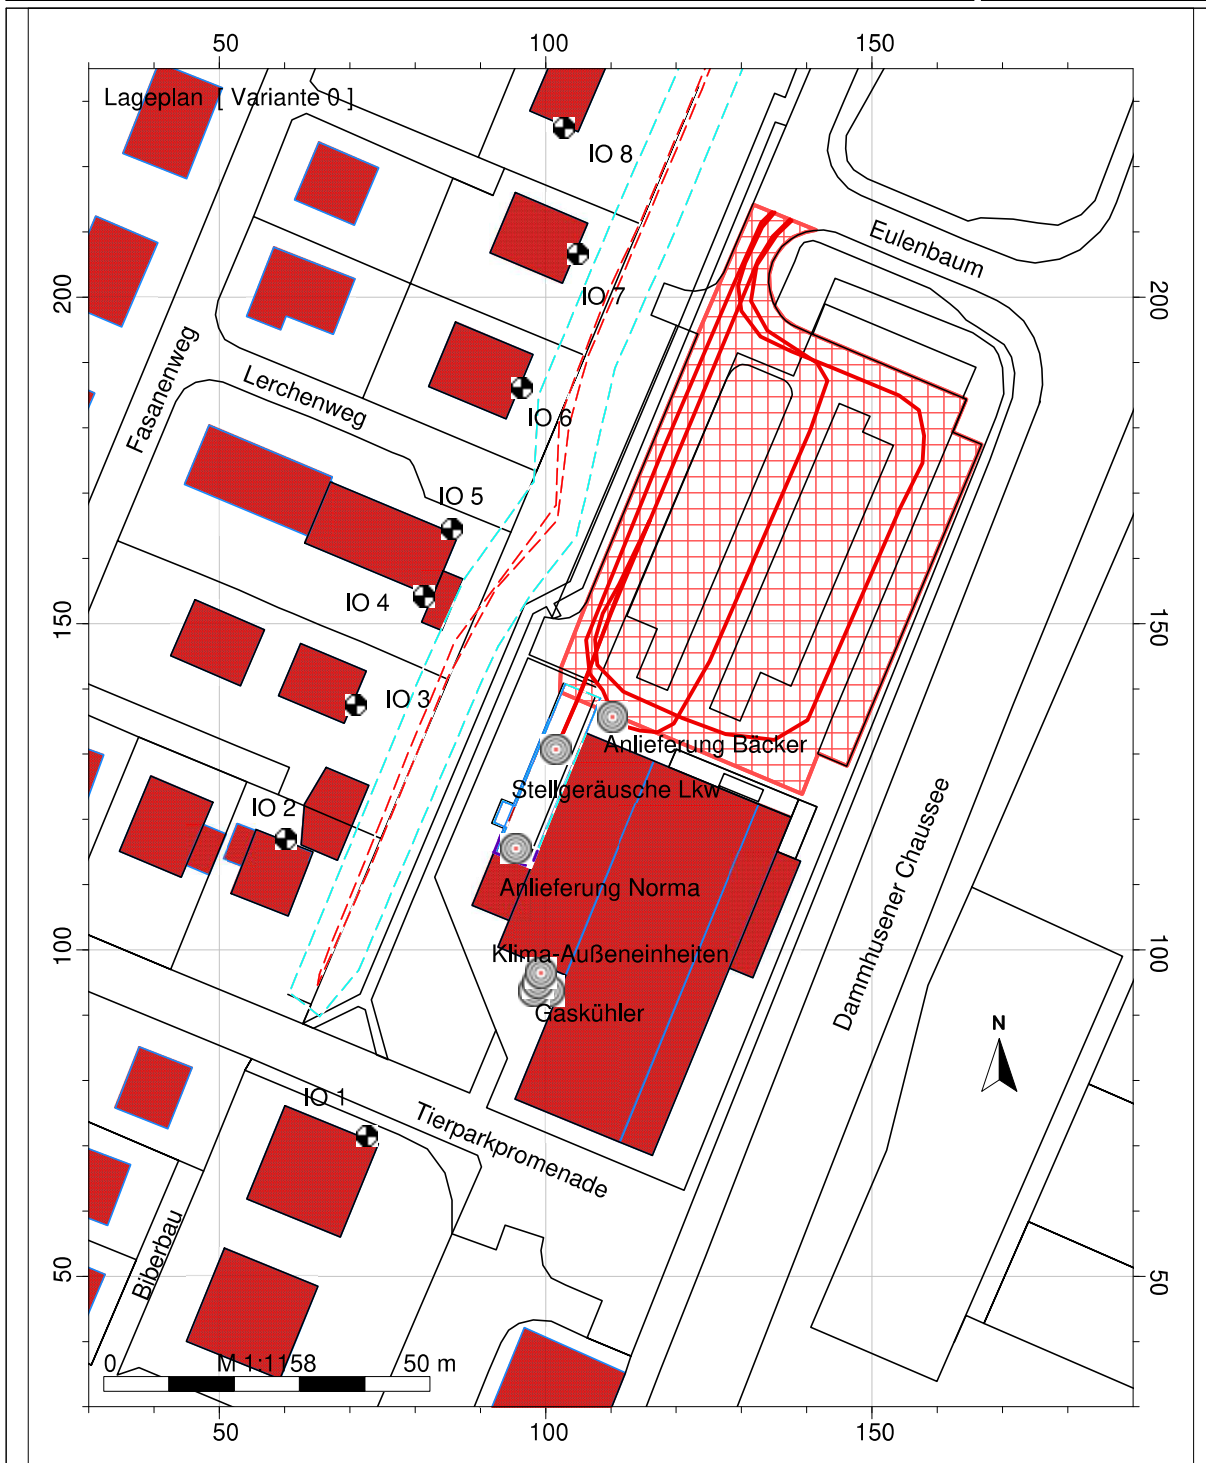 50 100 150
Lageplan [ Variante 0 ]
IO 8
Eulenbaum
IO 7
200 200
Fasanenweg
Lerchenweg
IO 6
IO 5
IO 4
150 150
IO 3
Anlieferung Bäcker
Stellgeräusche Lkw
IO 2
Dammhusener Chaussee
Anlieferung Norma
100 100
Klima-Außeneinheiten
Gaskühler
N
IO 1
Tierparkpromenade
Biberbau
50 50
0 M 1:1158 50 m
50 100 150